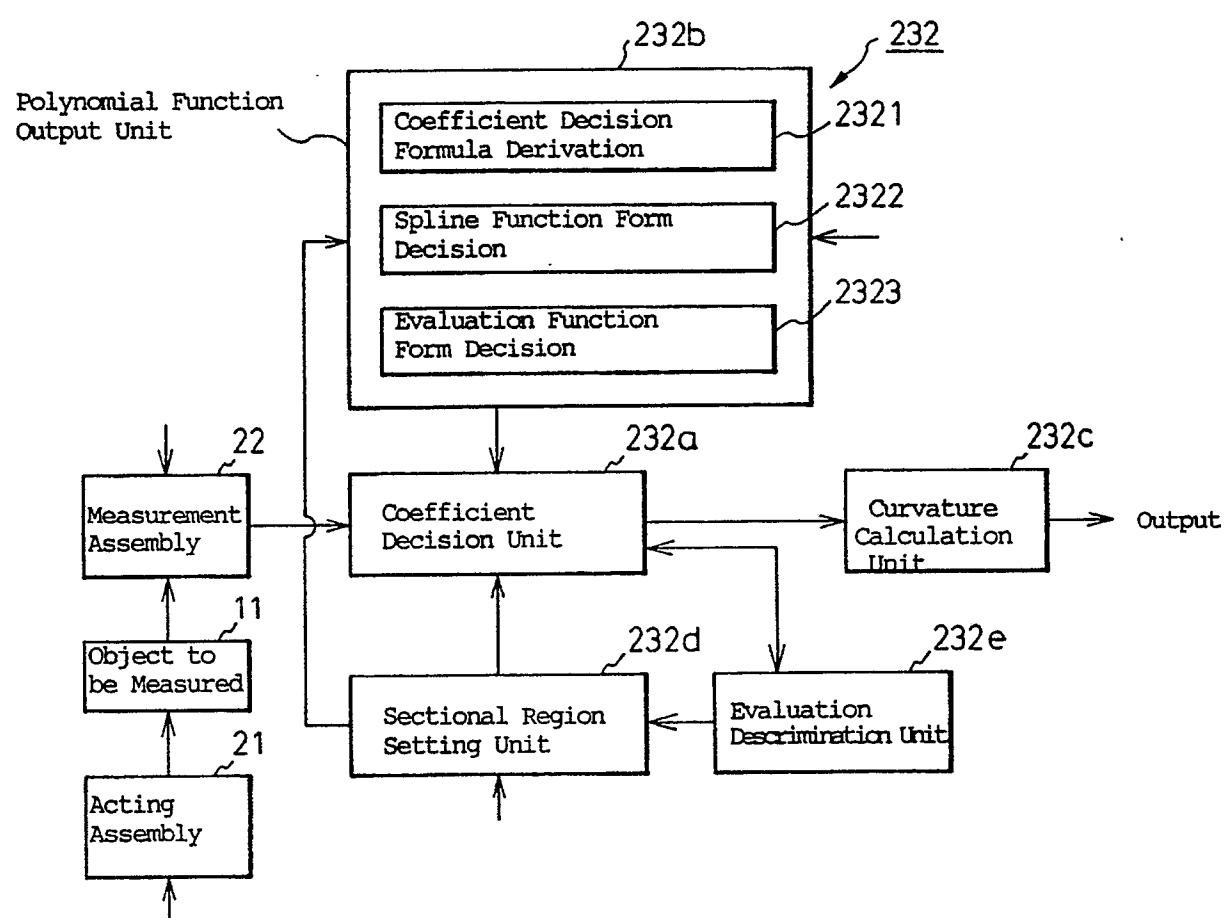 232b
232
Polynomial Function
Output Unit
Coefficient Decision
Formula Derivation
2321
Spline Function Form
Decision
2322
Evaluation Function
Form Decision
2323
22
Measurement
Assembly
232a
Coefficient
Decision Unit
232c
Curvature
Calculation
Unit
Output
11
Object to
be Measured
232d
Sectional Region
Setting Unit
232e
Evaluation
Descrimination Unit
21
Acting
Assembly